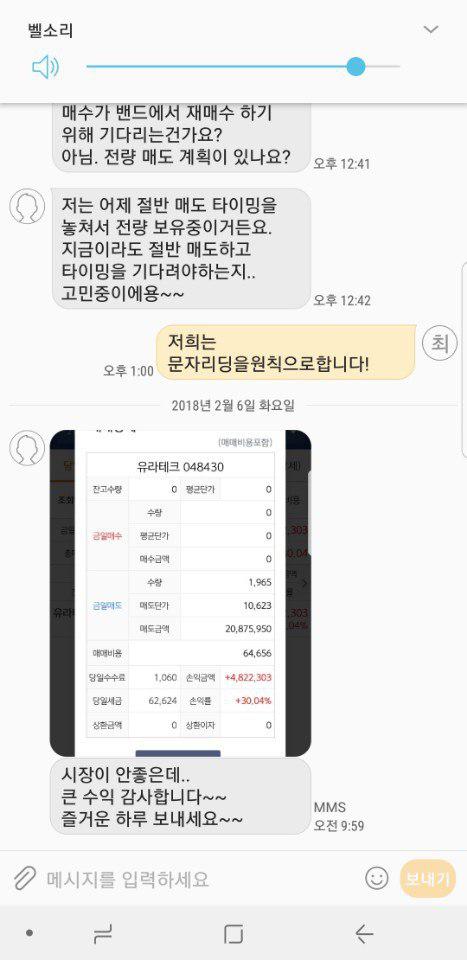 벨소리
매수가 밴드에서 재매수 하기
위해 기다리는건가요?
아님. 전량 매도 계획이 있나요?
오후 12:41
저는 어제 절반 매도 타이밍을
놓쳐서 전량 보유중이거든요.
지금이라도 절반 매도하고
타이밍을 기다려야하는지..
고민중이에용~~
오후 12:42
저희는
문자리딩을원칙으로합니다!
최
오후 1:00
2018년 2월 6일 화요일
(매매비용포함)
유라테크 048430
잔고수량 0 평균단가 0
금일매수 수량 0
평균단가 0
매수금액 0
금일매도 수량 1,965
매도단가 10,623
매도금액 20,875,950
매매비용 64,656
당일수수료 1,060 손익금액 +4,822,303
당일세금 62,624 손익률 +30.04%
상환금액 0 상환이자 0
시장이 안좋은데..
큰 수익 감사합니다~~
즐거운 하루 보내세요~~
MMS
오전 9:59
메시지를 입력하세요
보내기